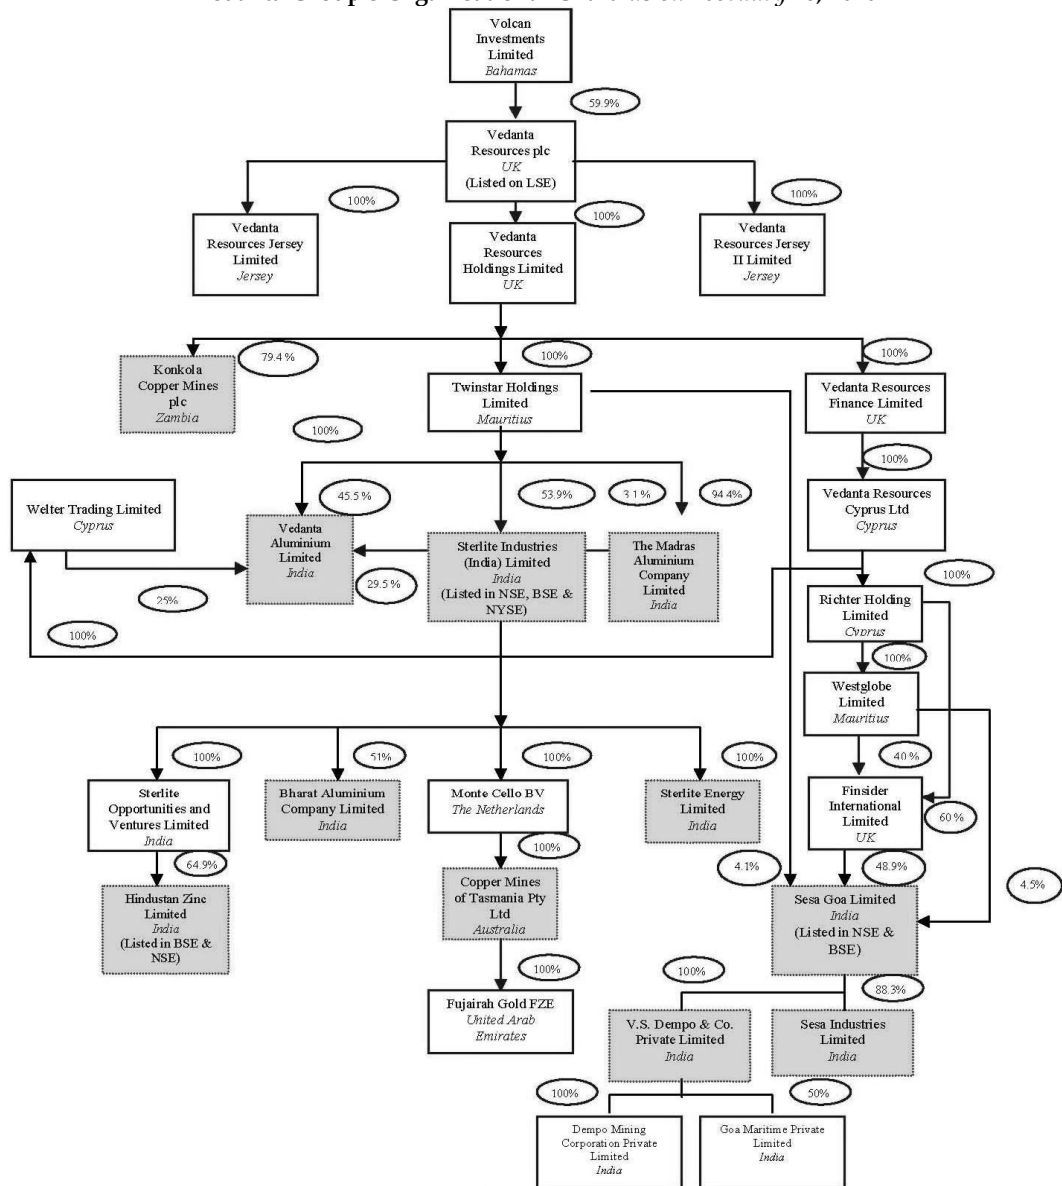 Volcan
Investments
Limited
Bahamas
59.9%
Vedanta
Resources plc
UK
(Listed on LSE)
100%
100%
100%
Vedanta
Resources Jersey
Limited
Jersey
Vedanta
Resources
Holdings Limited
UK
Vedanta
Resources Jersey
II Limited
Jersey
79.4 %
100%
100%
Konkola
Copper Mines
plc
Zambia
Twinstar Holdings
Limited
Mauritius
Vedanta Resources
Finance Limited
UK
100%
100%
45.5 %
53.9%
3.1 %
94.4%
Welter Trading Limited
Cyprus
Vedanta
Aluminium
Limited
India
Sterlite Industries
(India) Limited
India
(Listed in NSE, BSE &
NYSE)
The Madras
Aluminium
Company
Limited
India
Vedanta Resources
Cyprus Ltd
Cyprus
25%
29.5 %
100%
100%
Richter Holding
Limited
Cyprus
100%
Westglobe
Limited
Mauritius
100%
51%
100%
100%
40 %
Sterlite
Opportunities and
Ventures Limited
India
Bharat Aluminium
Company Limited
India
Monte Cello BV
The Netherlands
Sterlite Energy
Limited
India
Finsider
International
Limited
UK
60 %
64.9%
100%
4.1%
48.9%
4.5%
Hindustan Zinc
Limited
India
(Listed in BSE &
NSE)
Copper Mines
of Tasmania Pty
Ltd
Australia
Sesa Goa Limited
India
(Listed in NSE &
BSE)
100%
100%
88.3%
Fujairah Gold FZE
United Arab
Emirates
V.S. Dempo & Co.
Private Limited
India
Sesa Industries
Limited
India
100%
50%
Dempo Mining
Corporation Private
Limited
India
Goa Maritime Private
Limited
India